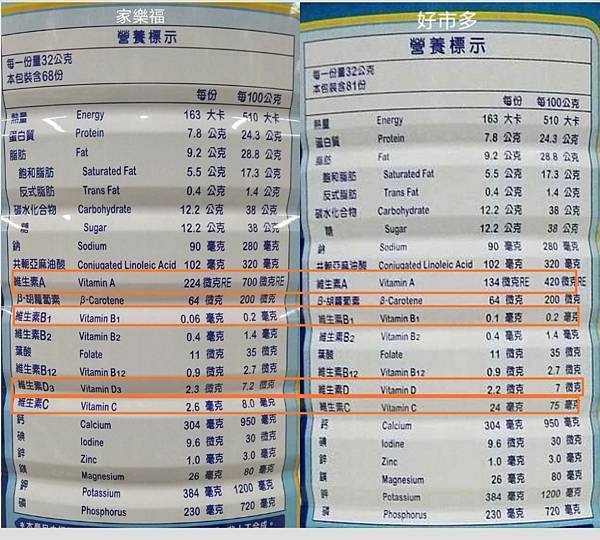 家樂福
營養標示
每一份量32公克
本包裝含68份
每份 每100公克
熱量 Energy 163 大卡 510 大卡
蛋白質 Protein 7.8 公克 24.3 公克
脂肪 Fat 9.2 公克 28.8 公克
飽和脂肪 Saturated Fat 5.5 公克 17.3 公克
反式脂肪 Trans Fat 0.4 公克 1.4 公克
碳水化合物 Carbohydrate 12.2 公克 38 公克
糖 Sugar 12.2 公克 38 公克
鈉 Sodium 90 毫克 280 毫克
共軛亞麻油酸 Conjugated Linoleic Acid 102 毫克 320 毫克
維生素A Vitamin A 224 微克RE 700 微克RE
β-胡蘿蔔素 β-Carotene 64 微克 200 微克
維生素B1 Vitamin B1 0.06 毫克 0.2 毫克
維生素B2 Vitamin B2 0.4 毫克 1.4 毫克
葉酸 Folate 11 微克 35 微克
維生素B12 Vitamin B12 0.9 微克 2.7 微克
維生素D3 Vitamin D3 2.3 微克 7.2 微克
維生素C Vitamin C 2.6 毫克 8.0 毫克
鈣 Calcium 304 毫克 950 毫克
碘 Iodine 9.6 微克 30 微克
鋅 Zinc 1.0 毫克 3.0 毫克
鎂 Magnesium 26 毫克 80 毫克
鉀 Potassium 384 毫克 1200 毫克
磷 Phosphorus 230 毫克 720 毫克
好市多
營養標示
每一份量32公克
本包裝含81份
每份 每100公克
熱量 Energy 163 大卡 510 大卡
蛋白質 Protein 7.8 公克 24.3 公克
脂肪 Fat 9.2 公克 28.8 公克
飽和脂肪 Saturated Fat 5.5 公克 17.3 公克
反式脂肪 Trans Fat 0.4 公克 1.4 公克
碳水化合物 Carbohydrate 12.2 公克 38 公克
糖 Sugar 12.2 公克 38 公克
鈉 Sodium 90 毫克 280 毫克
共軛亞麻油酸 Conjugated Linoleic Acid 102 毫克 320 毫克
維生素A Vitamin A 134 微克RE 420 微克RE
β-胡蘿蔔素 β-Carotene 64 微克 200 微克
維生素B1 Vitamin B1 0.1 毫克 0.2 毫克
維生素B2 Vitamin B2 0.4 毫克 1.4 毫克
葉酸 Folate 11 微克 35 微克
維生素B12 Vitamin B12 0.9 微克 2.7 微克
維生素D Vitamin D 2.2 微克 7 微克
維生素C Vitamin C 24 毫克 75 毫克
鈣 Calcium 304 毫克 950 毫克
碘 Iodine 9.6 微克 30 微克
鋅 Zinc 1.0 毫克 3.0 毫克
鎂 Magnesium 26 毫克 80 毫克
鉀 Potassium 384 毫克 1200 毫克
磷 Phosphorus 230 毫克 720 毫克